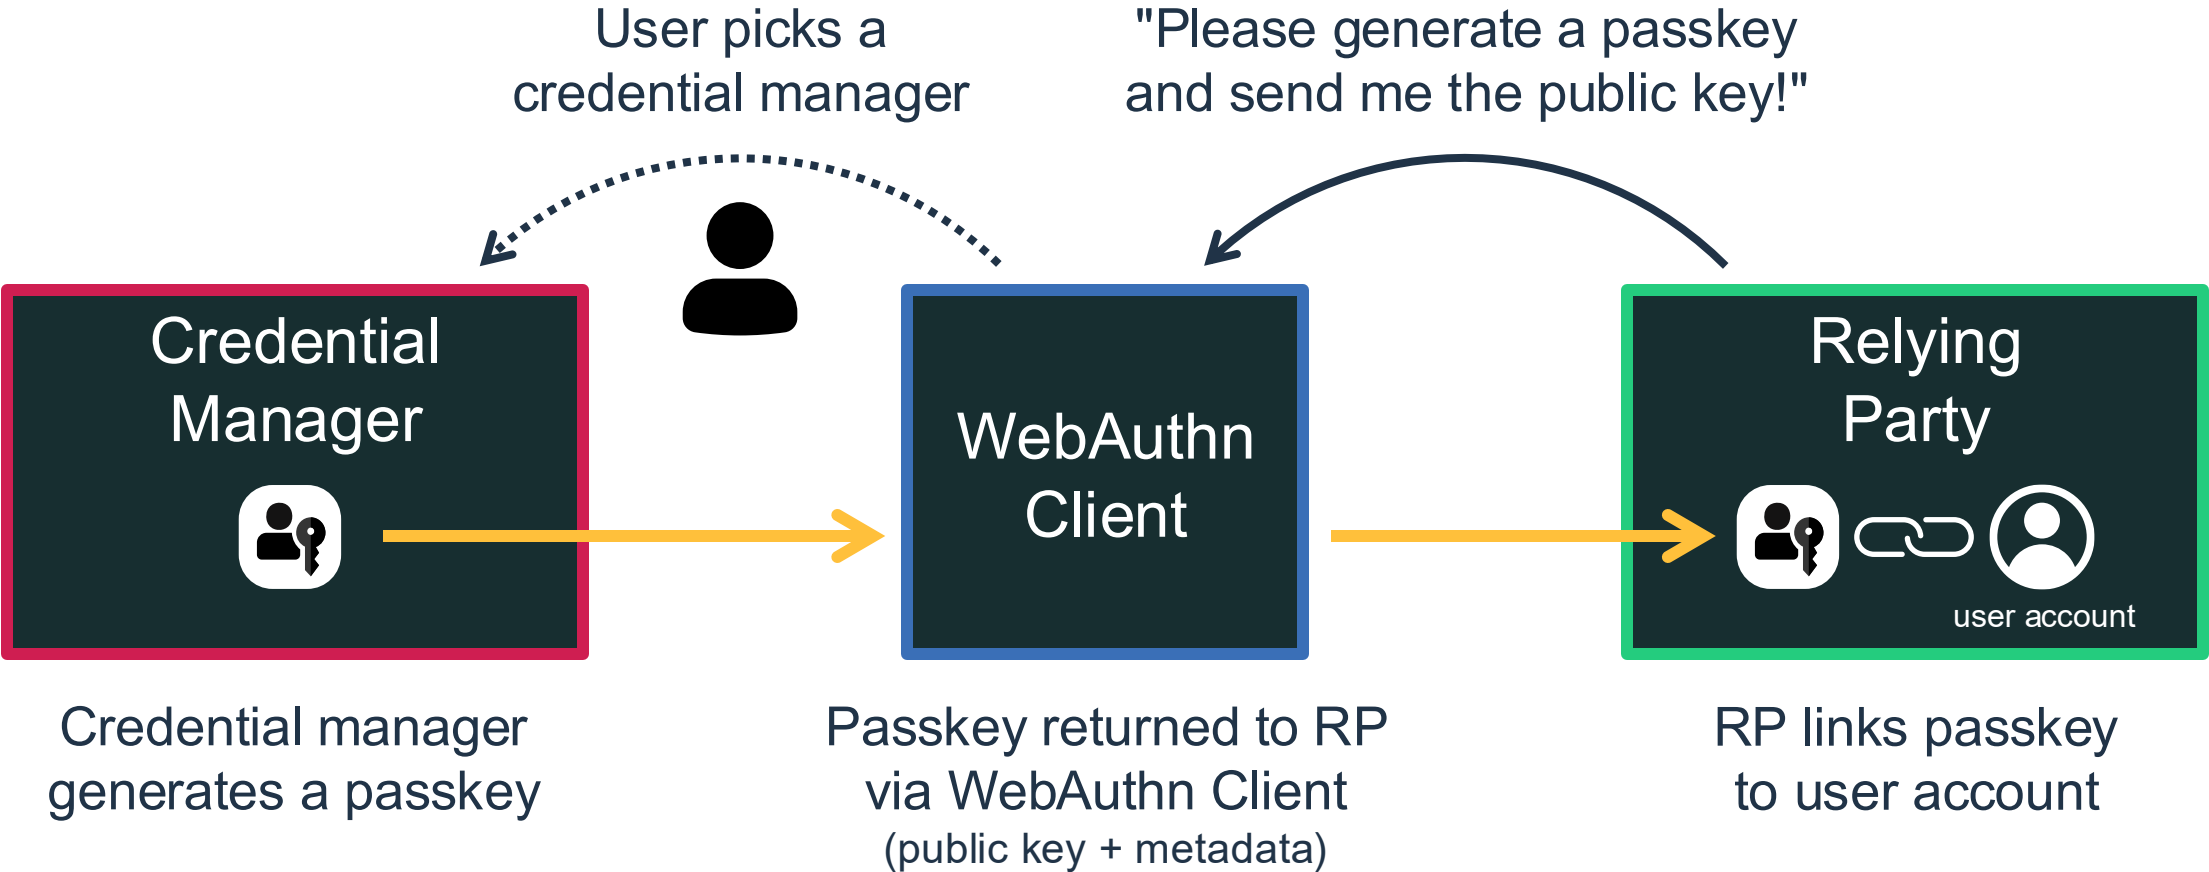 User picks a
credential manager
"Please generate a passkey
and send me the public key!"
Credential
Manager
WebAuthn
Client
Relying
Party
user account
Credential manager
generates a passkey
Passkey returned to RP
via WebAuthn Client
(public key + metadata)
RP links passkey
to user account